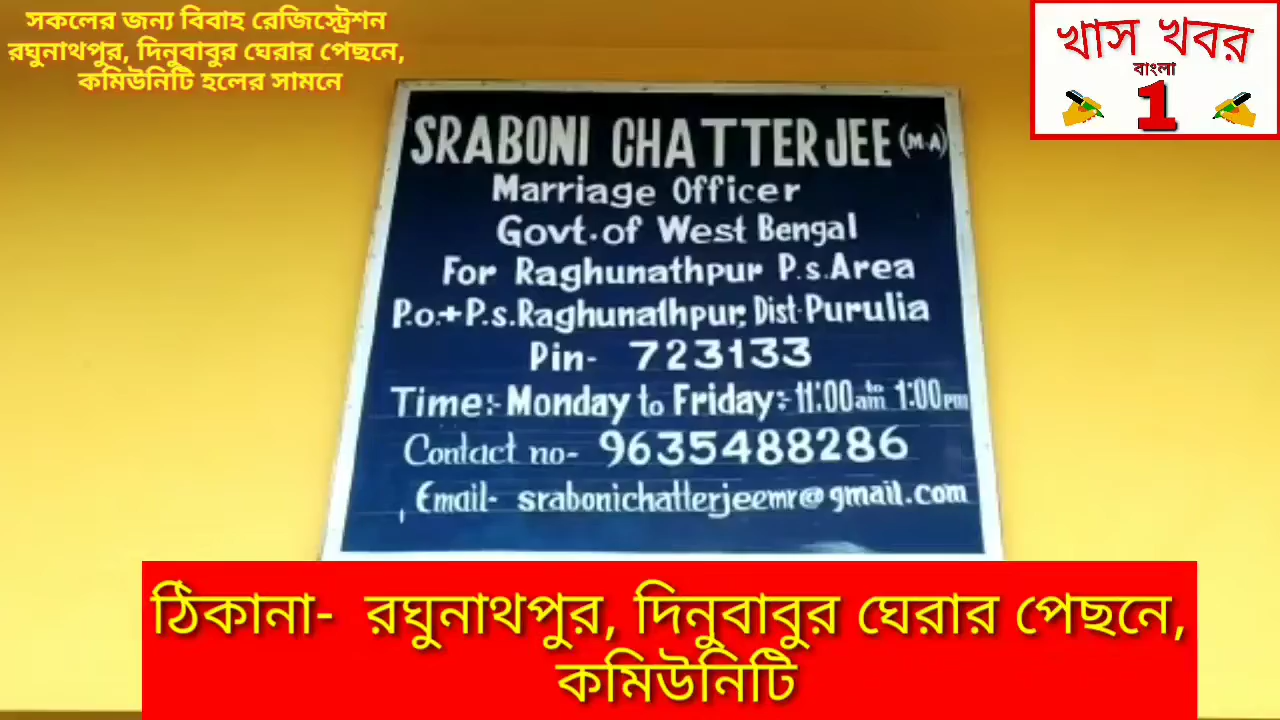 সকলের জন্য বিবাহ রেজিস্ট্রেশন
রঘুনাথপুর, দিনুবাবুর ঘেরার পেছনে,
কমিউনিটি হলের সামনে
খাস খবর
বাংলা
1
SRABONI CHATTERJEE (M.A)
Marriage Officer
Govt. of West Bengal
For Raghunathpur P.s. Area
P.o.+P.s. Raghunathpur, Dist- Purulia
Pin- 723133
Time:- Monday to Friday:- 11:00 am to 1:00 PM
Contact no- 9635488286
Email- srabonichatterjeemr@gmail.com
ঠিকানা- রঘুনাথপুর, দিনুবাবুর ঘেরার পেছনে,
কমিউনিটি